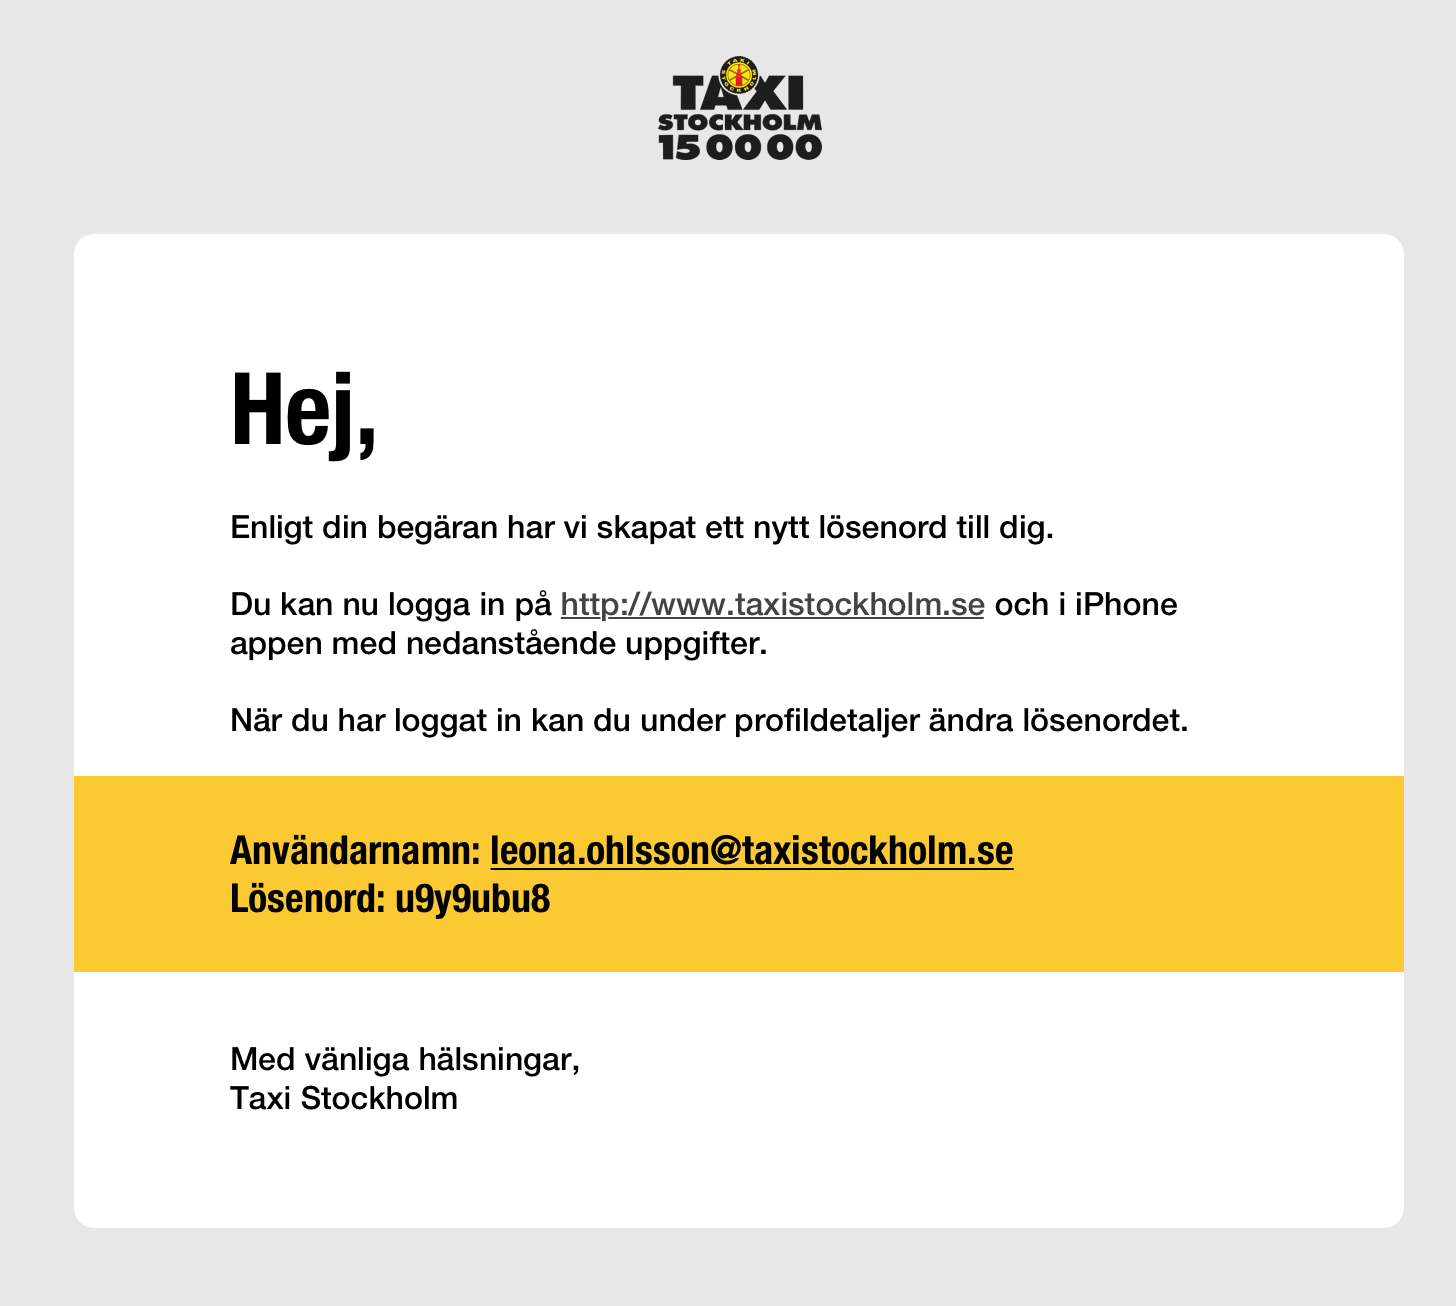 TAXI STOCKHOLM
TAXI
STOCKHOLM
15 00 00
Hej,
Enligt din begäran har vi skapat ett nytt lösenord till dig.
Du kan nu logga in på http://www.taxistockholm.se och i iPhone
appen med nedanstående uppgifter.
När du har loggat in kan du under profildetaljer ändra lösenordet.
Användarnamn: leona.ohlsson@taxistockholm.se
Lösenord: u9y9ubu8
Med vänliga hälsningar,
Taxi Stockholm